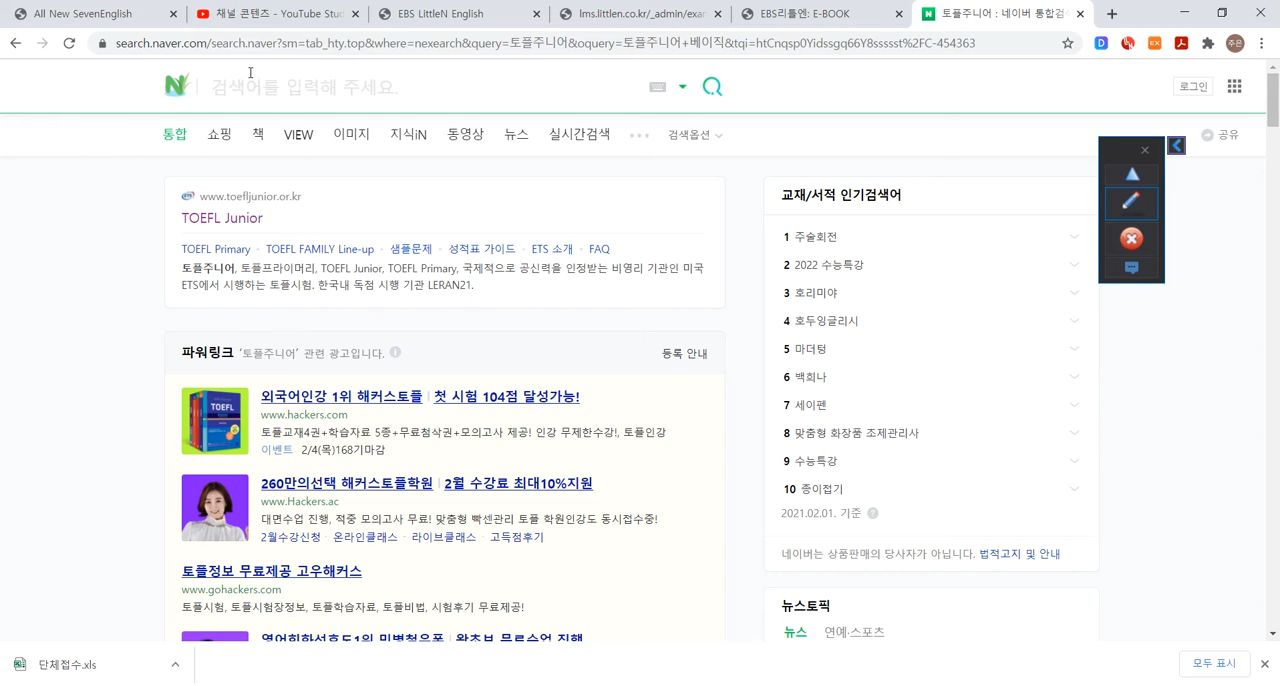 All New SevenEnglish
채널 콘텐츠 - YouTube Stu
EBS LittleN English
lms.littlen.co.kr/_admin/exar
EBS리틀엔: E-BOOK
토플주니어 : 네이버 통합검
search.naver.com/search.naver?sm=tab_hty.top&where=nexearch&query=토플주니어&oquery=토플주니어+베이직&tqi=htCnqsp0Yidssgq66Y8ssssst%2FC-454363
주은
검색어를 입력해 주세요.
로그인
통합 쇼핑 책 VIEW 이미지 지식iN 동영상 뉴스 실시간검색 검색옵션
공유
www.toefljunior.or.kr
TOEFL Junior
TOEFL Primary · TOEFL FAMILY Line-up · 샘플문제 · 성적표 가이드 · ETS 소개 · FAQ
토플주니어, 토플프라이머리, TOEFL Junior, TOEFL Primary, 국제적으로 공신력을 인정받는 비영리 기관인 미국
ETS에서 시행하는 토플시험. 한국내 독점 시행 기관 LERAN21.
파워링크 '토플주니어' 관련 광고입니다.
등록 안내
TOEFL
외국어인강 1위 해커스토플 | 첫 시험 104점 달성가능!
www.hackers.com
토플교재4권+학습자료 5종+무료첨삭권+모의고사 제공! 인강 무제한수강!, 토플인강
이벤트 2/4(목)168기마감
260만의선택 해커스토플학원 | 2월 수강료 최대10%지원
www.Hackers.ac
대면수업 진행, 적중 모의고사 무료! 맞춤형 빡센관리 토플 학원인강도 동시접수중!
2월수강신청 · 온라인클래스 · 라이브클래스 · 고득점후기
토플정보 무료제공 고우해커스
www.gohackers.com
토플시험, 토플시험장정보, 토플학습자료, 토플비법, 시험후기 무료제공!
교재/서적 인기검색어
1 주술회전
2 2022 수능특강
3 호리미야
4 호두잉글리시
5 마더텅
6 백희나
7 세이펜
8 맞춤형 화장품 조제관리사
9 수능특강
10 종이접기
2021.02.01. 기준
네이버는 상품판매의 당사자가 아닙니다. 법적고지 및 안내
뉴스토픽
뉴스 연예·스포츠
단체접수.xls
모두 표시